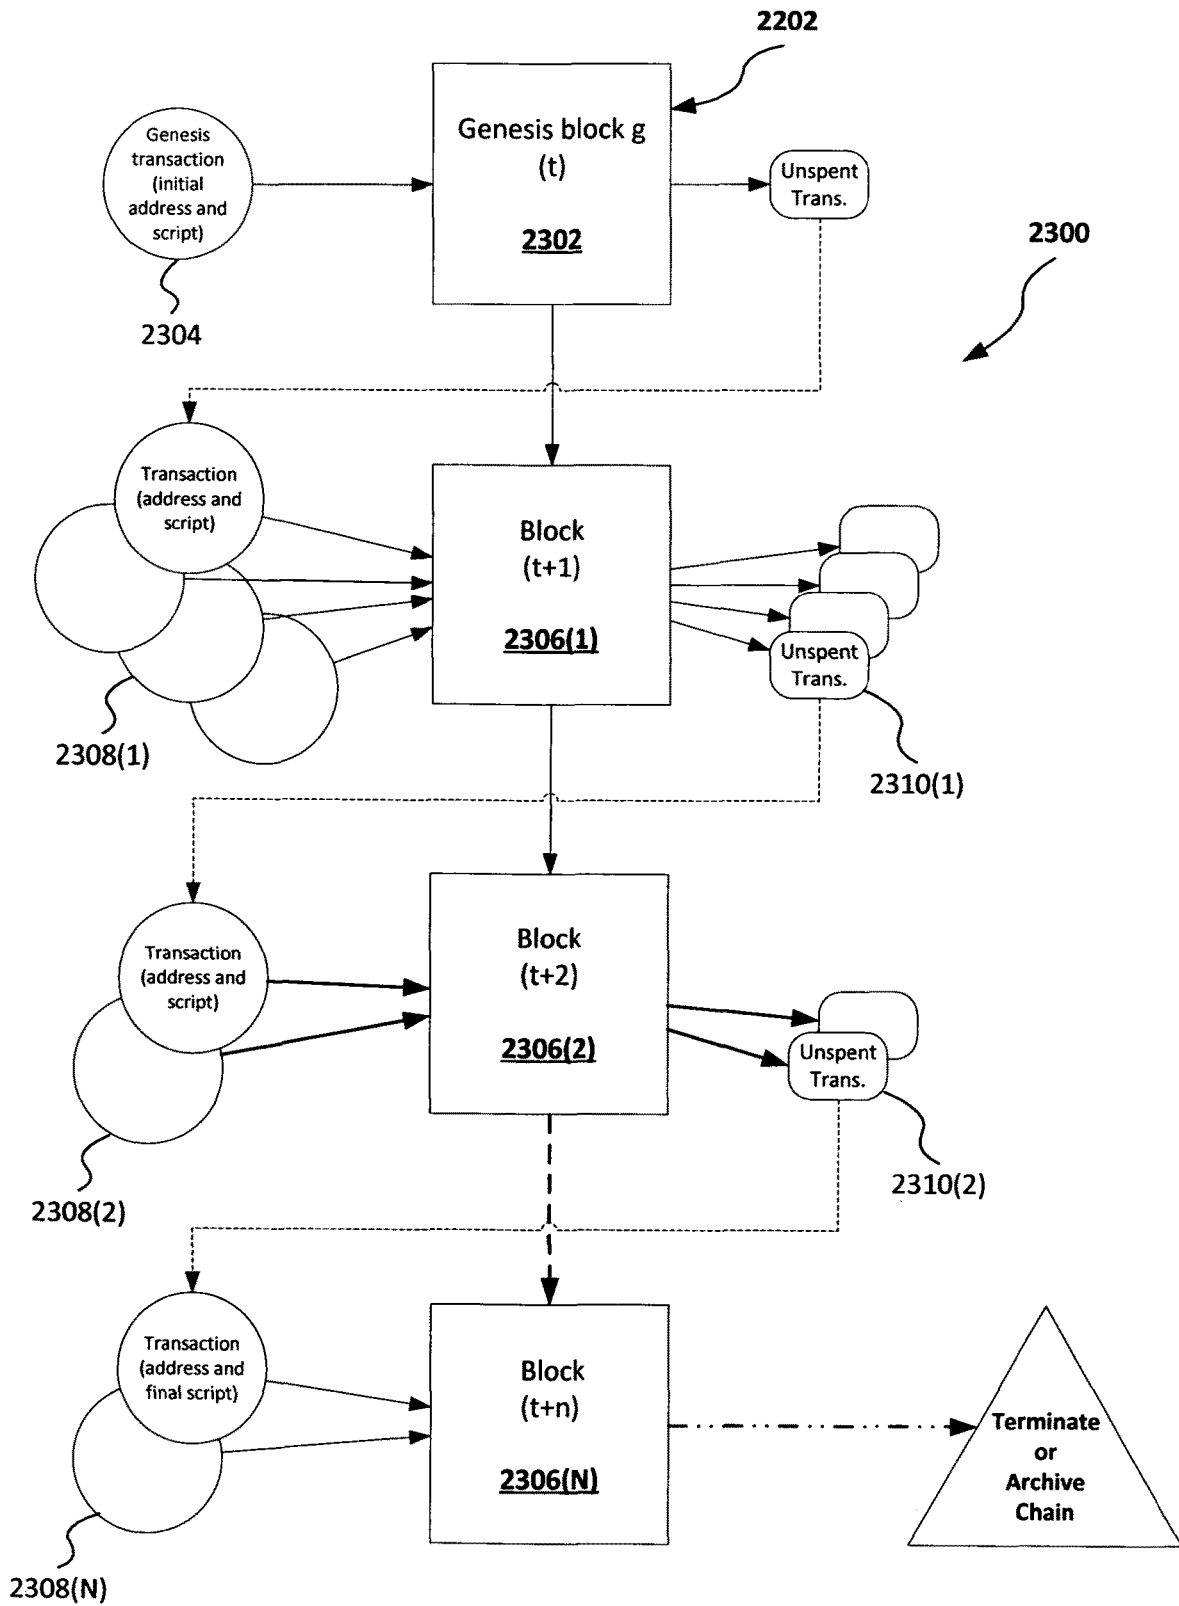 2202
Genesis block g
(t)
2302
Genesis
transaction
(initial
address and
script)
Unspent
Trans.
2304
2300
Transaction
(address and
script)
Block
(t+1)
2306(1)
Unspent
Trans.
2308(1)
2310(1)
Transaction
(address and
script)
Block
(t+2)
2306(2)
Unspent
Trans.
2308(2)
2310(2)
Transaction
(address and
final script)
Block
(t+n)
2306(N)
Terminate
or
Archive
Chain
2308(N)